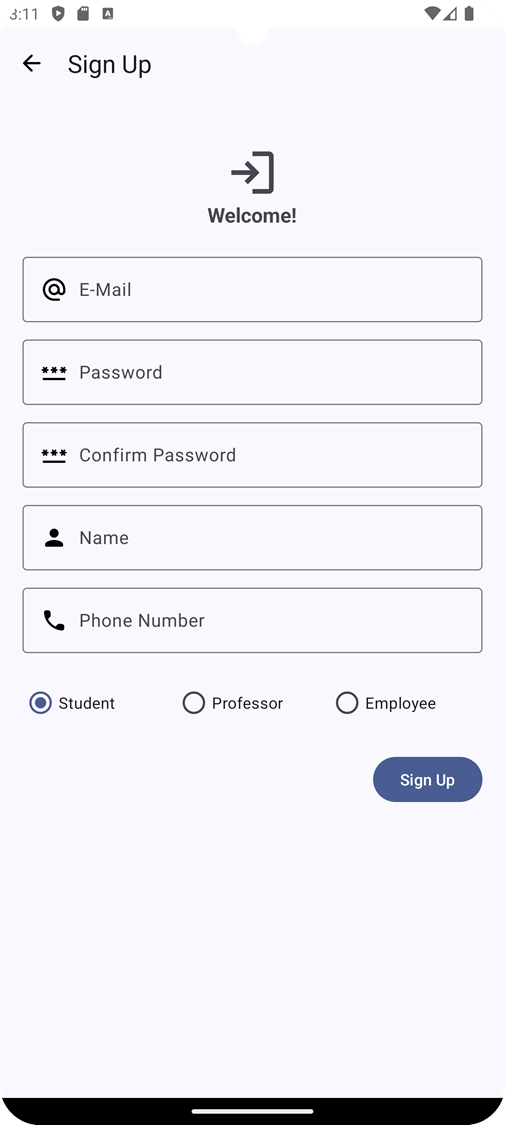 3:11
Sign Up
Welcome!
E-Mail
Password
Confirm Password
Name
Phone Number
Student Professor Employee
Sign Up